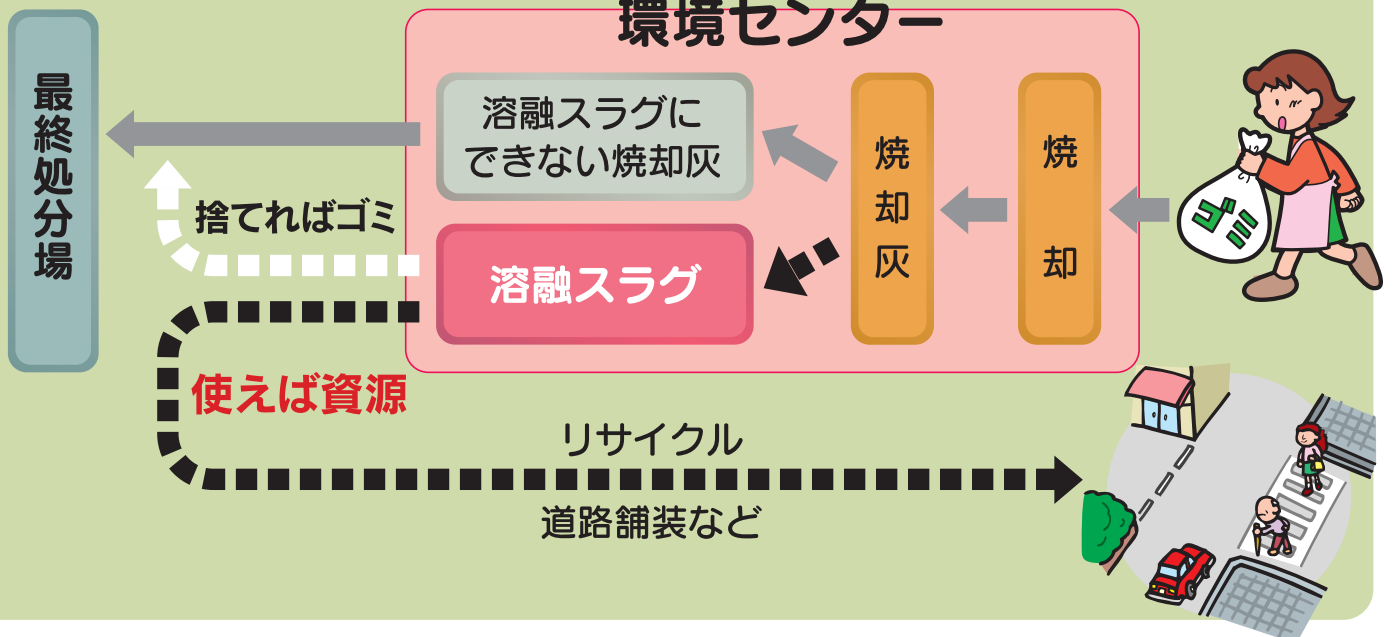 環境センター
最終処分場
溶融スラグに
できない焼却灰
焼却灰
焼却
ゴミ
捨てればゴミ
溶融スラグ
使えば資源
リサイクル
道路舗装など